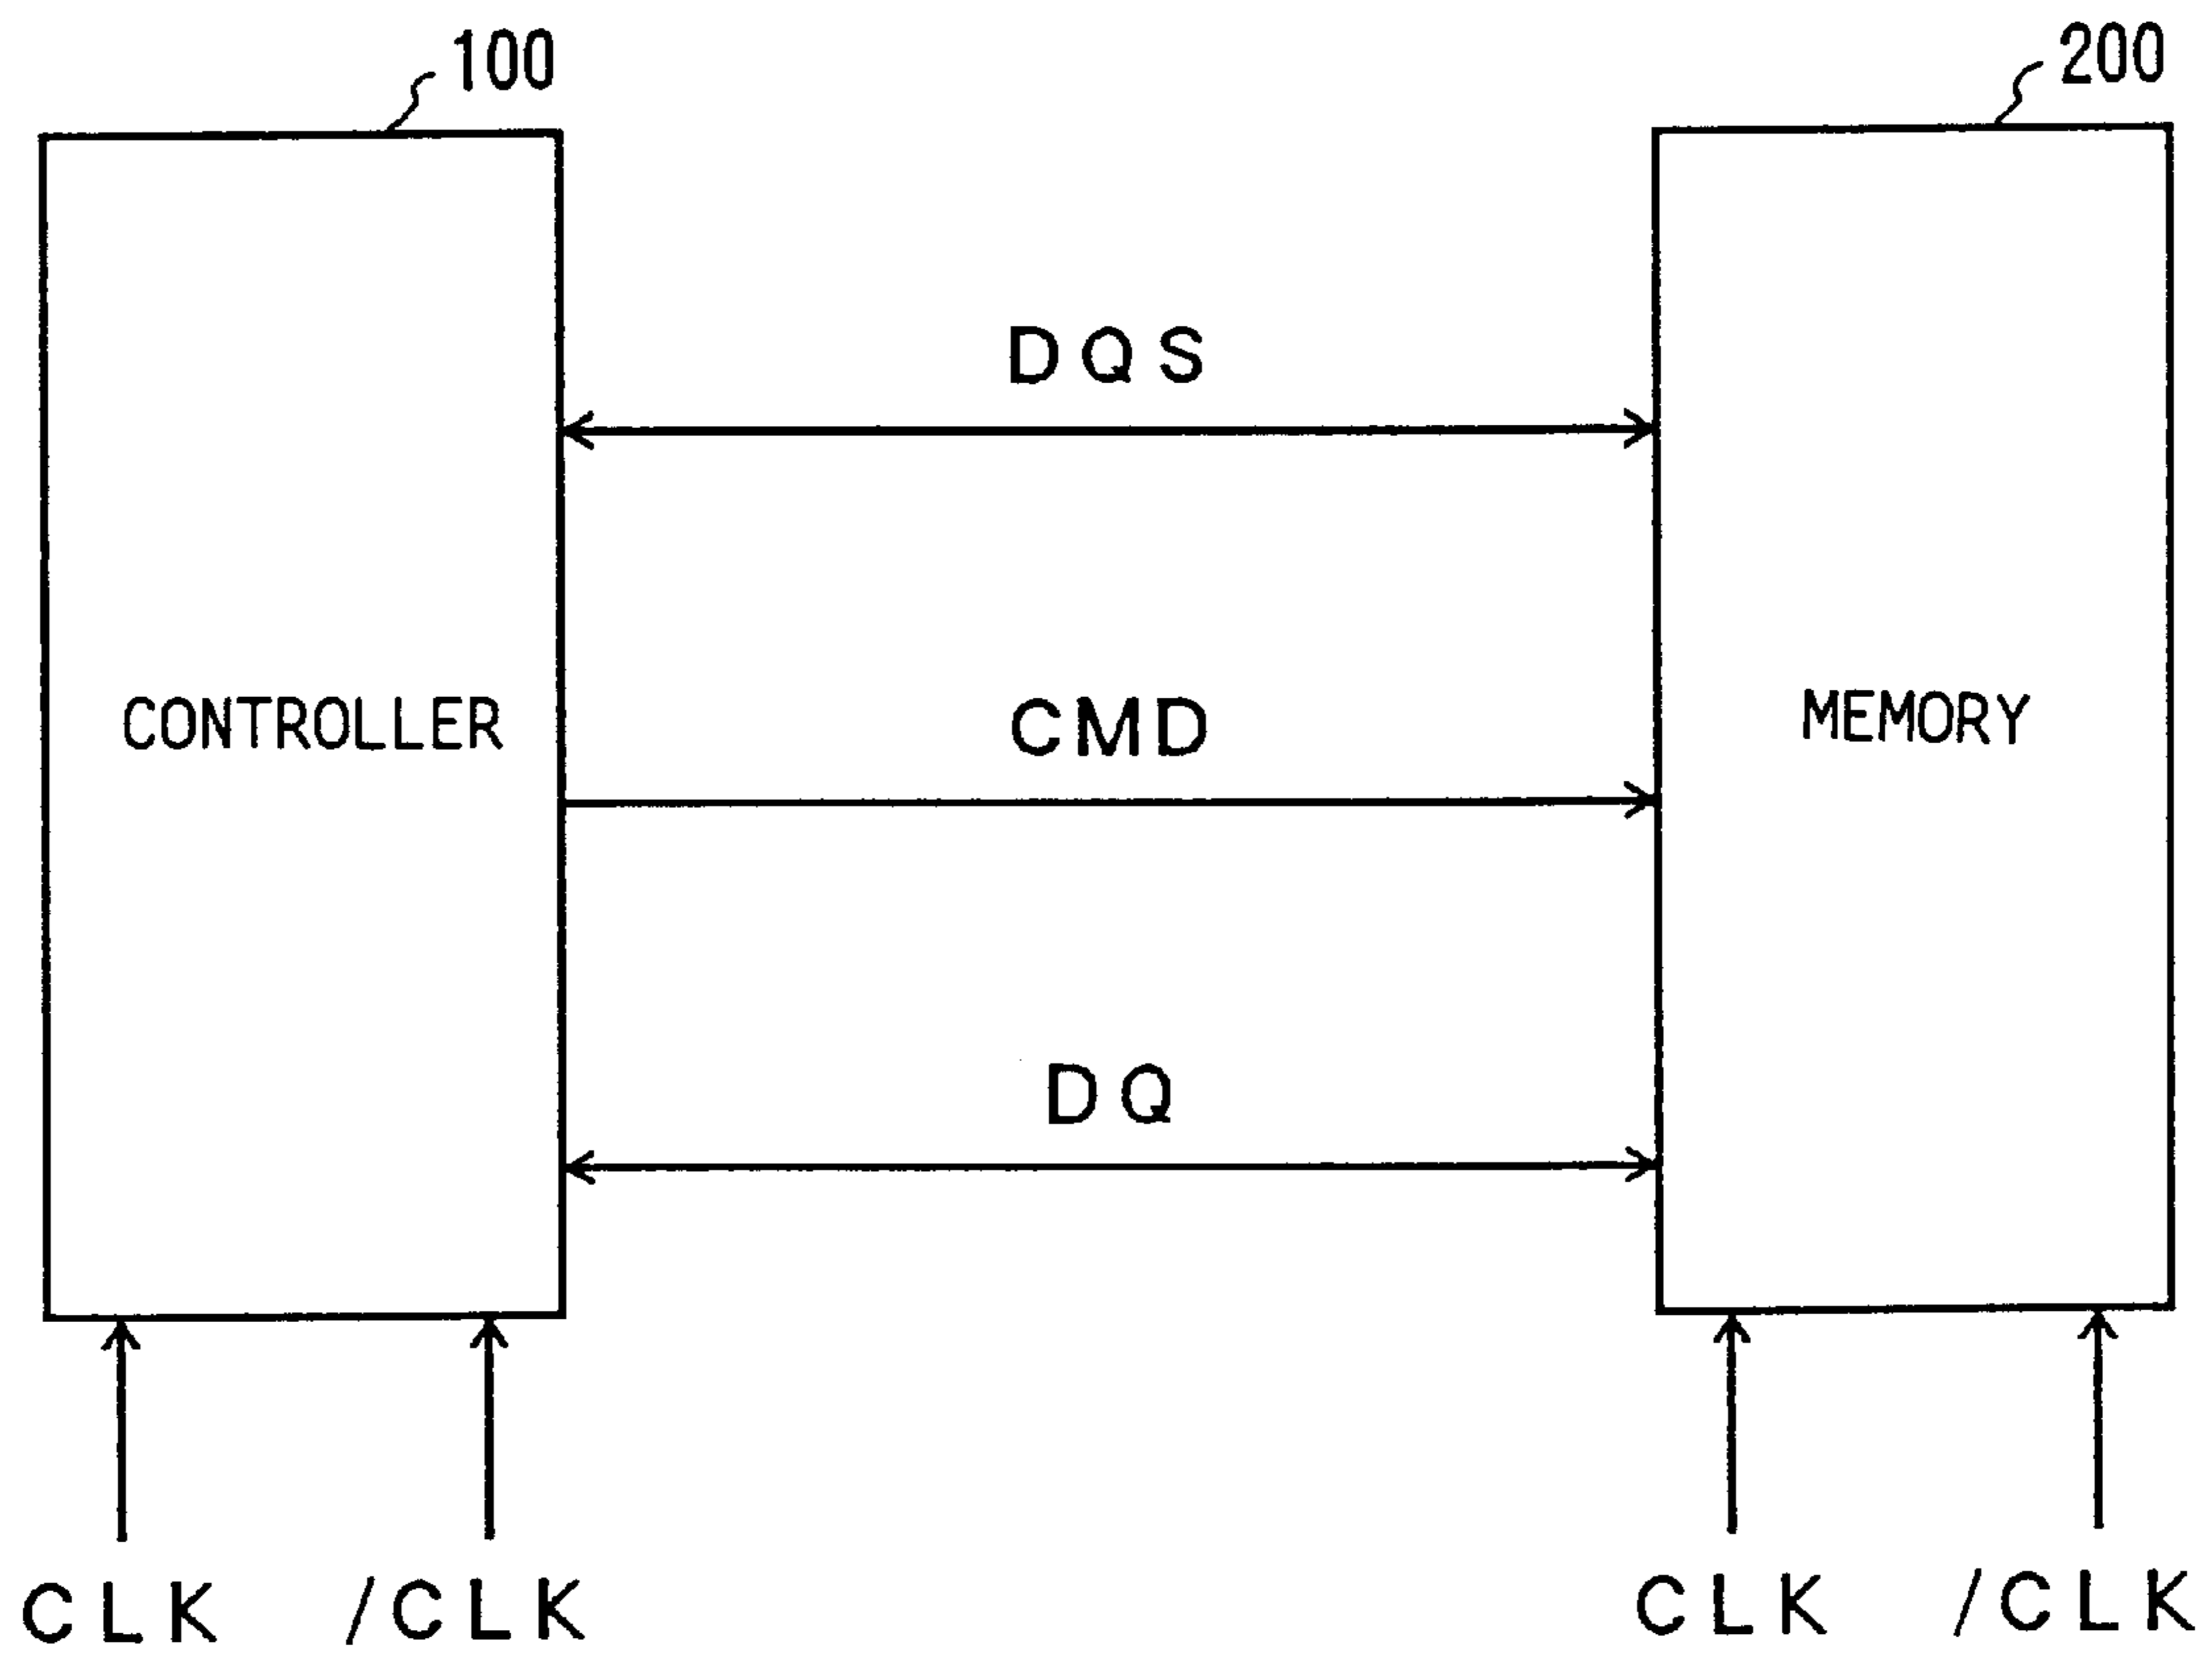 100
200
DQS
CONTROLLER
CMD
MEMORY
DQ
CLK /CLK
CLK /CLK